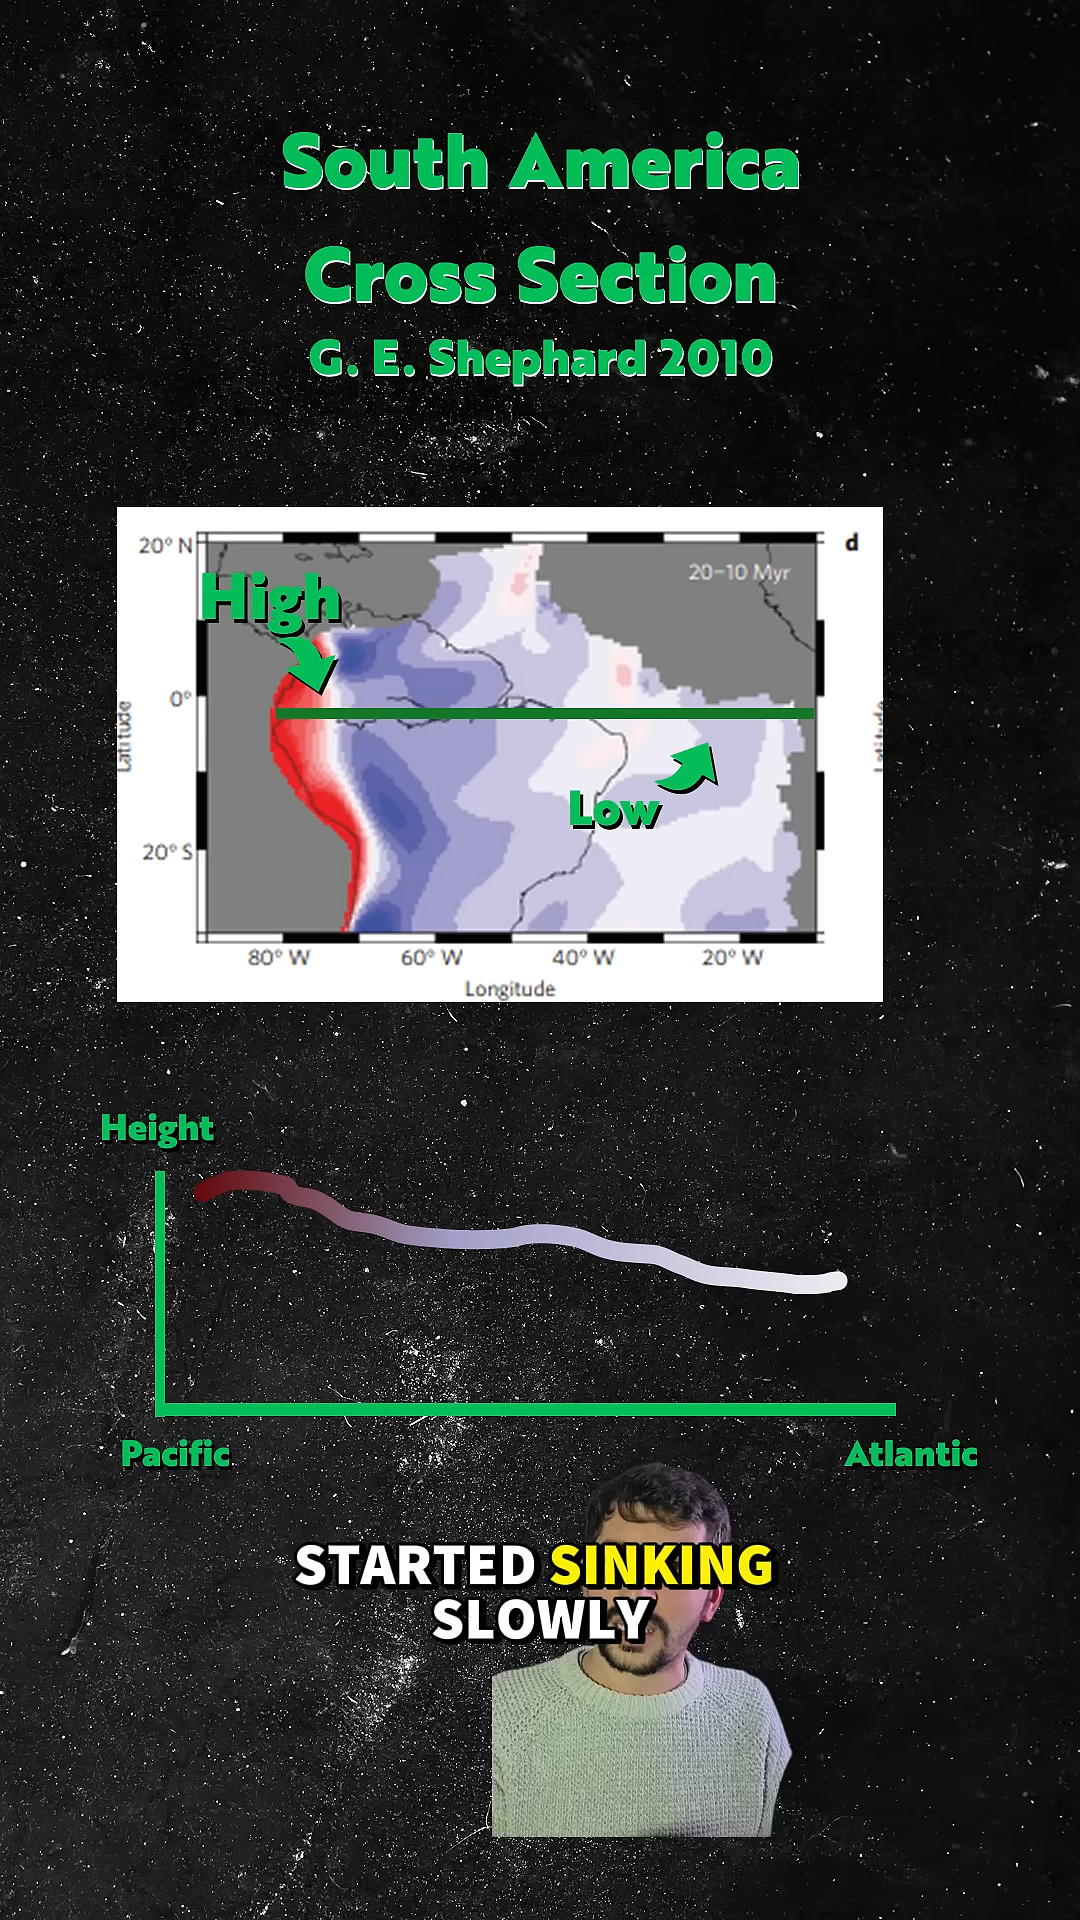 South America
Cross Section
G. E. Shephard 2010
d
20° N
20–10 Myr
High
0°
Latitude
Latitude
Low
20° S
80° W
60° W
40° W
20° W
Longitude
Height
Pacific
Atlantic
STARTED SINKING
SLOWLY